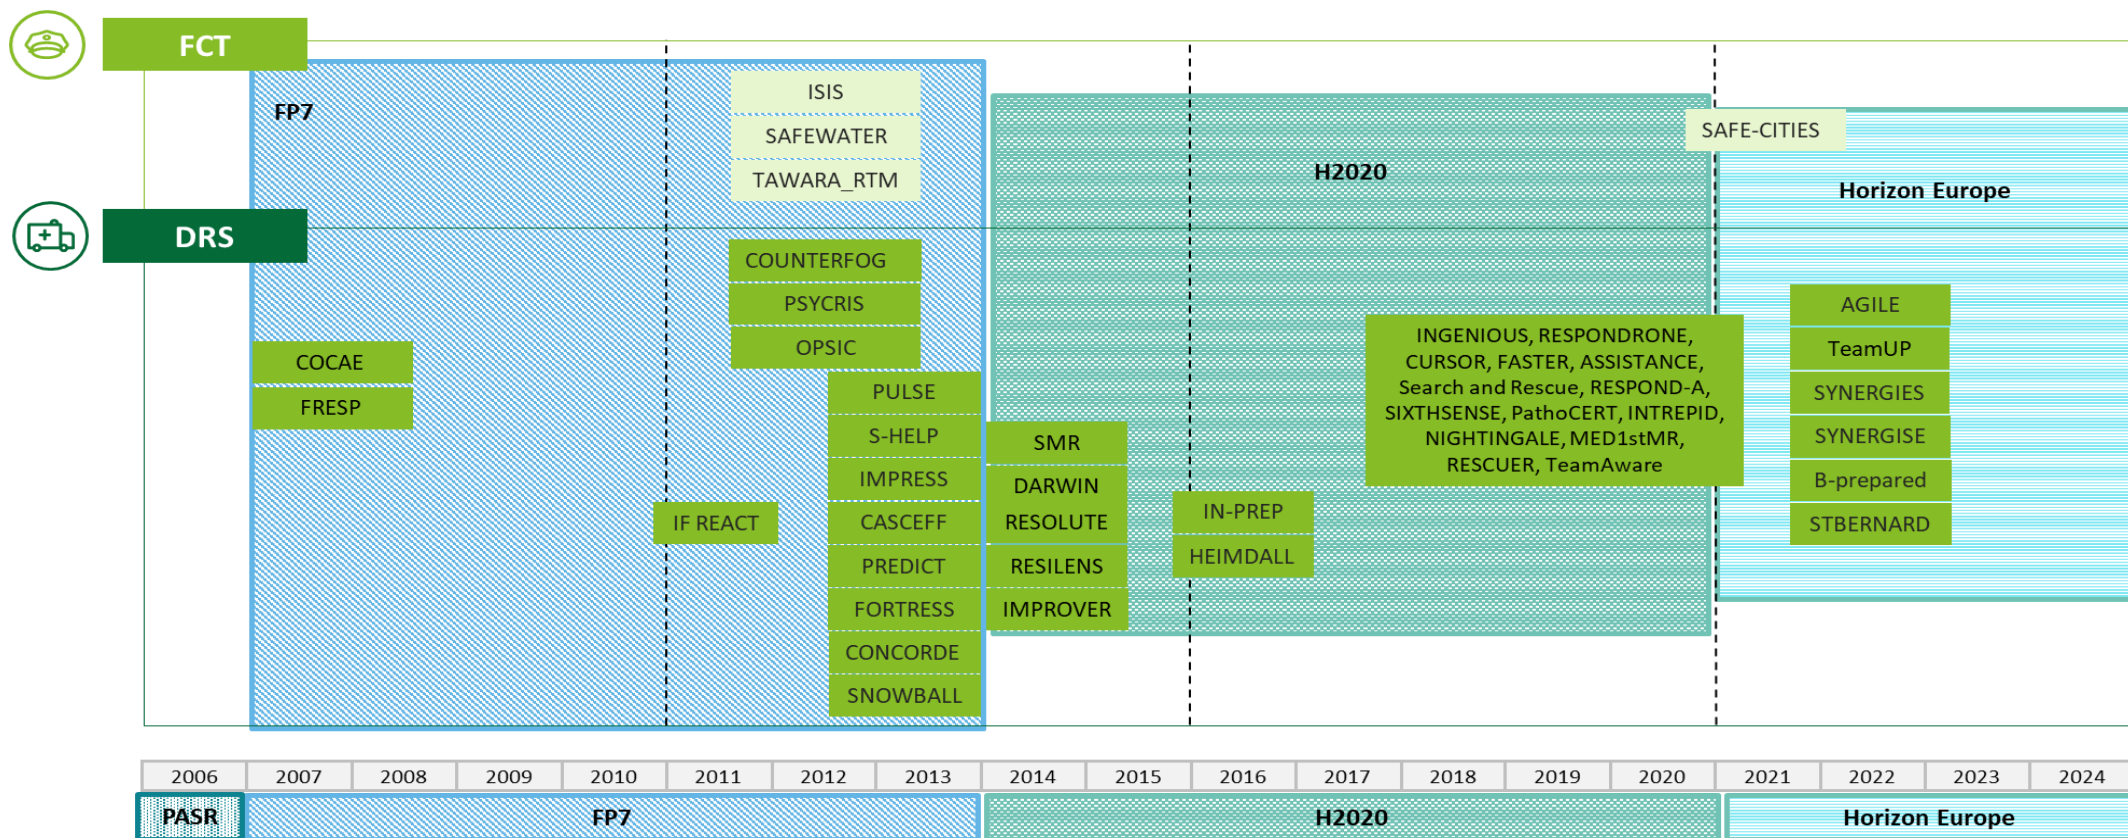 FCT
FP7
ISIS
SAFEWATER
TAWARA_RTM
H2020
SAFE-CITIES
Horizon Europe
DRS
COUNTERFOG
PSYCRIS
OPSIC
COCAE
FRESP
PULSE
S-HELP
IMPRESS
CASCEFF
PREDICT
FORTRESS
CONCORDE
SNOWBALL
IF REACT
SMR
DARWIN
RESOLUTE
RESILENS
IMPROVER
IN-PREP
HEIMDALL
INGENIOUS, RESPONDRONE,
CURSOR, FASTER, ASSISTANCE,
Search and Rescue, RESPOND-A,
SIXTHSENSE, PathoCERT, INTREPID,
NIGHTINGALE, MED1stMR,
RESCUER, TeamAware
AGILE
TeamUP
SYNERGIES
SYNERGISE
B-prepared
STBERNARD
2006 2007 2008 2009 2010 2011 2012 2013 2014 2015 2016 2017 2018 2019 2020 2021 2022 2023 2024
PASR FP7 H2020 Horizon Europe